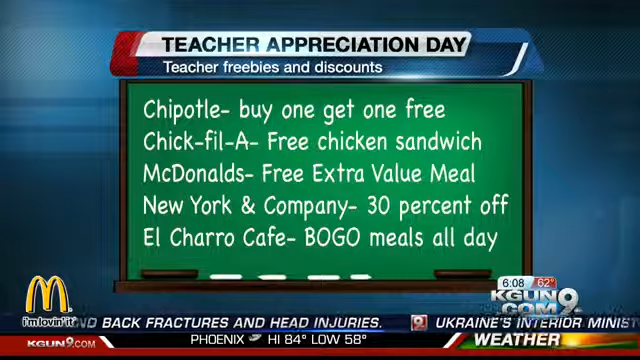 TEACHER APPRECIATION DAY
Teacher freebies and discounts
Chipotle- buy one get one free
Chick-fil-A- Free chicken sandwich
McDonalds- Free Extra Value Meal
New York & Company- 30 percent off
El Charro Cafe- BOGO meals all day
6:08 62°
KGUN9
.COM
i'm lovin' it
ND BACK FRACTURES AND HEAD INJURIES. 9 UKRAINE'S INTERIOR MINIST
KGUN9.COM PHOENIX HI 84° LOW 58° WEATHER